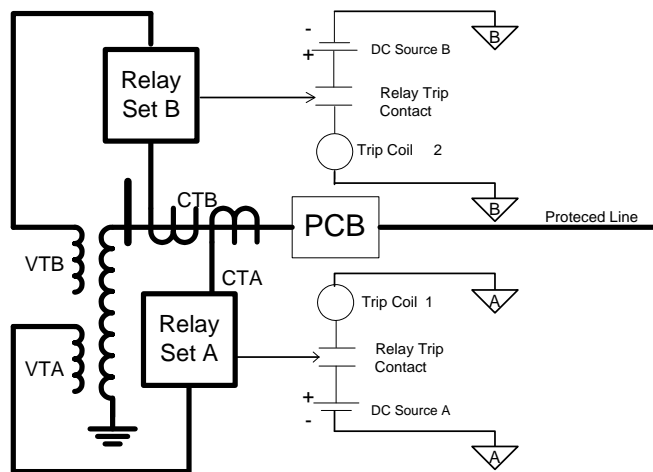 -
B
+
DC Source B
Relay
Set B
Relay Trip
Contact
Trip Coil 2
B
CTB
PCB
Proteced Line
VTB
CTA
Trip Coil 1
A
Relay
Set A
Relay Trip
Contact
VTA
+
DC Source A
-
A